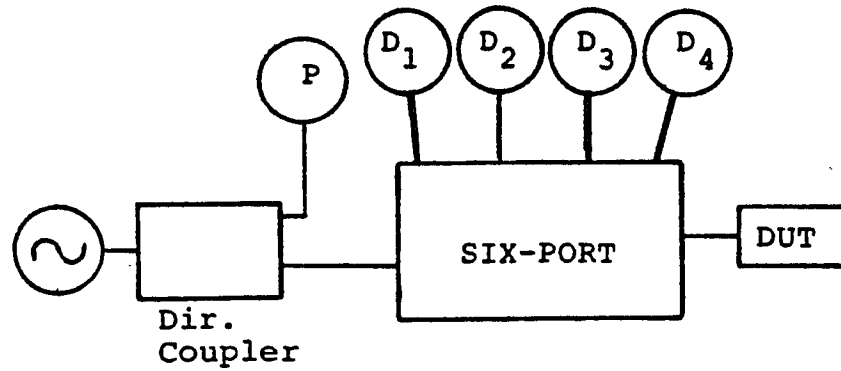 P
D1
D2
D3
D4
SIX-PORT
DUT
Dir.
Coupler